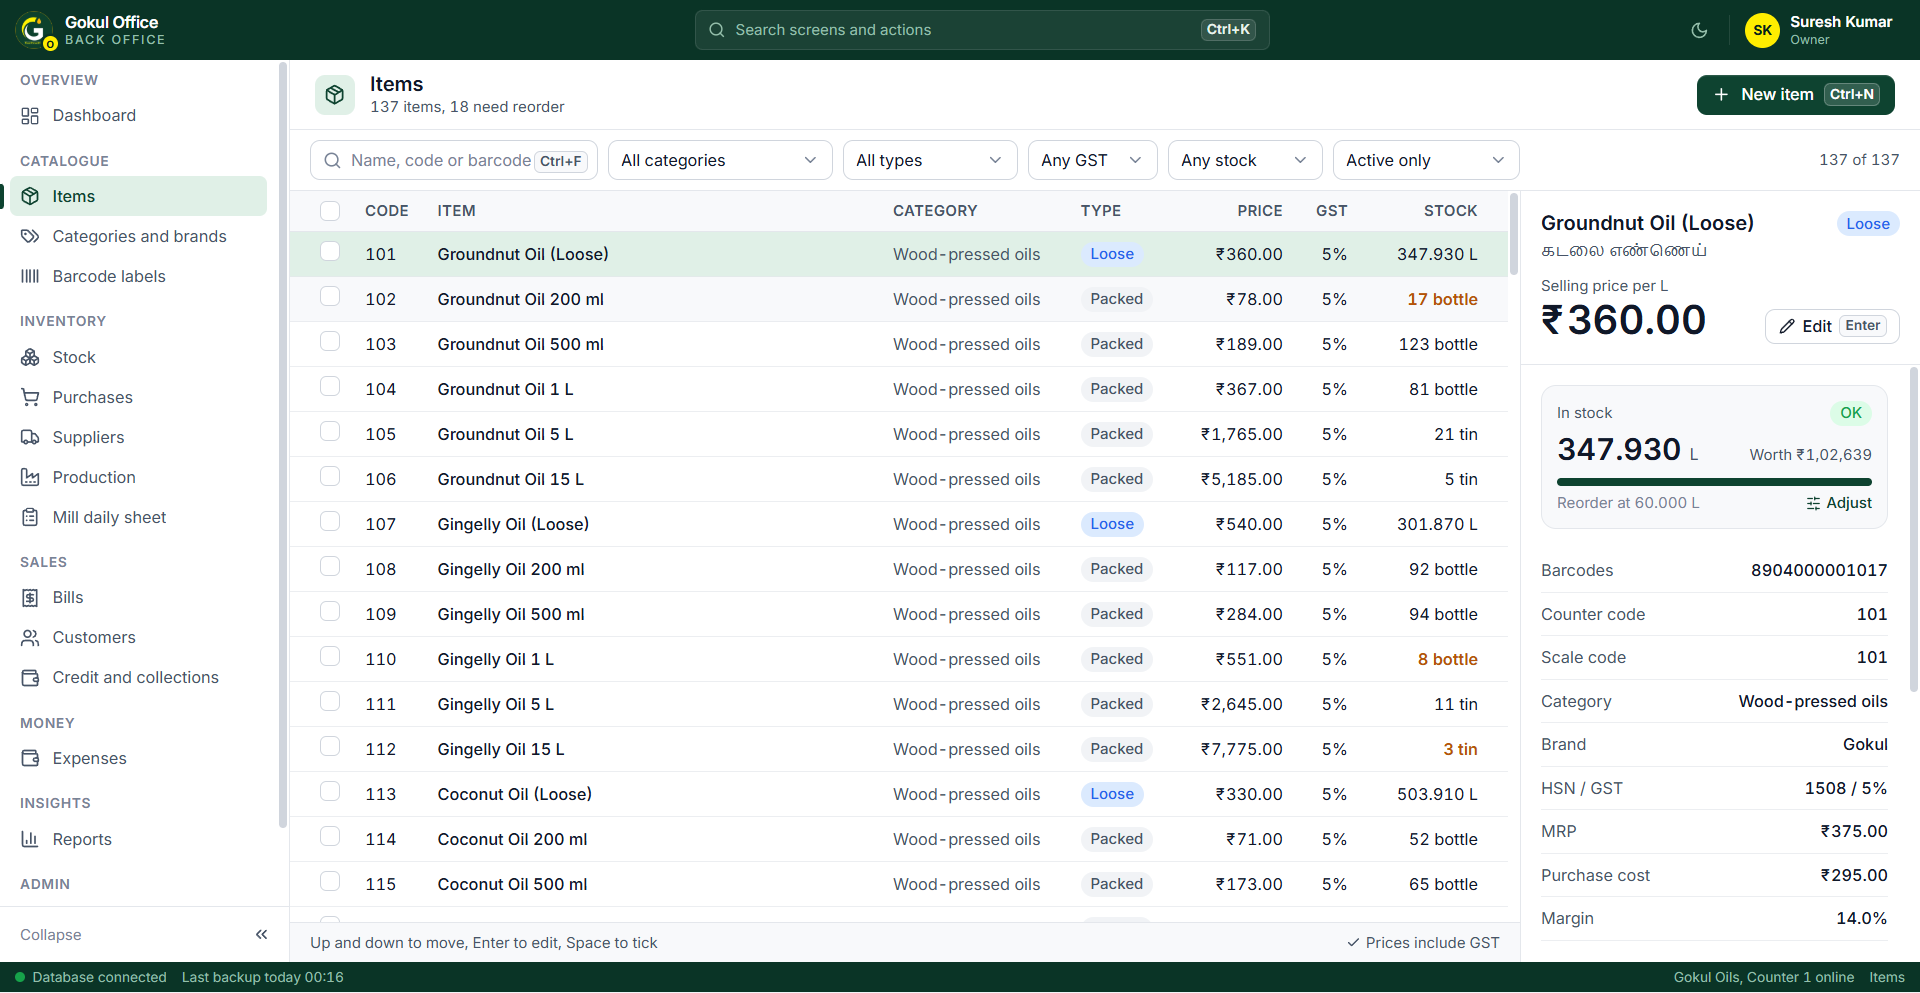 Gokul Office
BACK OFFICE
Search screens and actions Ctrl+K
SK
Suresh Kumar
Owner
OVERVIEW
Dashboard
CATALOGUE
Items
Categories and brands
Barcode labels
INVENTORY
Stock
Purchases
Suppliers
Production
Mill daily sheet
SALES
Bills
Customers
Credit and collections
MONEY
Expenses
INSIGHTS
Reports
ADMIN
Collapse
Items
137 items, 18 need reorder
New item Ctrl+N
Name, code or barcode Ctrl+F All categories All types Any GST Any stock Active only 137 of 137
CODE ITEM CATEGORY TYPE PRICE GST STOCK
101 Groundnut Oil (Loose) Wood-pressed oils Loose ₹360.00 5% 347.930 L
102 Groundnut Oil 200 ml Wood-pressed oils Packed ₹78.00 5% 17 bottle
103 Groundnut Oil 500 ml Wood-pressed oils Packed ₹189.00 5% 123 bottle
104 Groundnut Oil 1 L Wood-pressed oils Packed ₹367.00 5% 81 bottle
105 Groundnut Oil 5 L Wood-pressed oils Packed ₹1,765.00 5% 21 tin
106 Groundnut Oil 15 L Wood-pressed oils Packed ₹5,185.00 5% 5 tin
107 Gingelly Oil (Loose) Wood-pressed oils Loose ₹540.00 5% 301.870 L
108 Gingelly Oil 200 ml Wood-pressed oils Packed ₹117.00 5% 92 bottle
109 Gingelly Oil 500 ml Wood-pressed oils Packed ₹284.00 5% 94 bottle
110 Gingelly Oil 1 L Wood-pressed oils Packed ₹551.00 5% 8 bottle
111 Gingelly Oil 5 L Wood-pressed oils Packed ₹2,645.00 5% 11 tin
112 Gingelly Oil 15 L Wood-pressed oils Packed ₹7,775.00 5% 3 tin
113 Coconut Oil (Loose) Wood-pressed oils Loose ₹330.00 5% 503.910 L
114 Coconut Oil 200 ml Wood-pressed oils Packed ₹71.00 5% 52 bottle
115 Coconut Oil 500 ml Wood-pressed oils Packed ₹173.00 5% 65 bottle
Up and down to move, Enter to edit, Space to tick Prices include GST
Groundnut Oil (Loose) Loose
கடலை எண்ணெய்
Selling price per L
₹360.00 Edit Enter
In stock OK
347.930 L Worth ₹1,02,639
Reorder at 60.000 L Adjust
Barcodes 8904000001017
Counter code 101
Scale code 101
Category Wood-pressed oils
Brand Gokul
HSN / GST 1508 / 5%
MRP ₹375.00
Purchase cost ₹295.00
Margin 14.0%
Database connected Last backup today 00:16 Gokul Oils, Counter 1 online Items